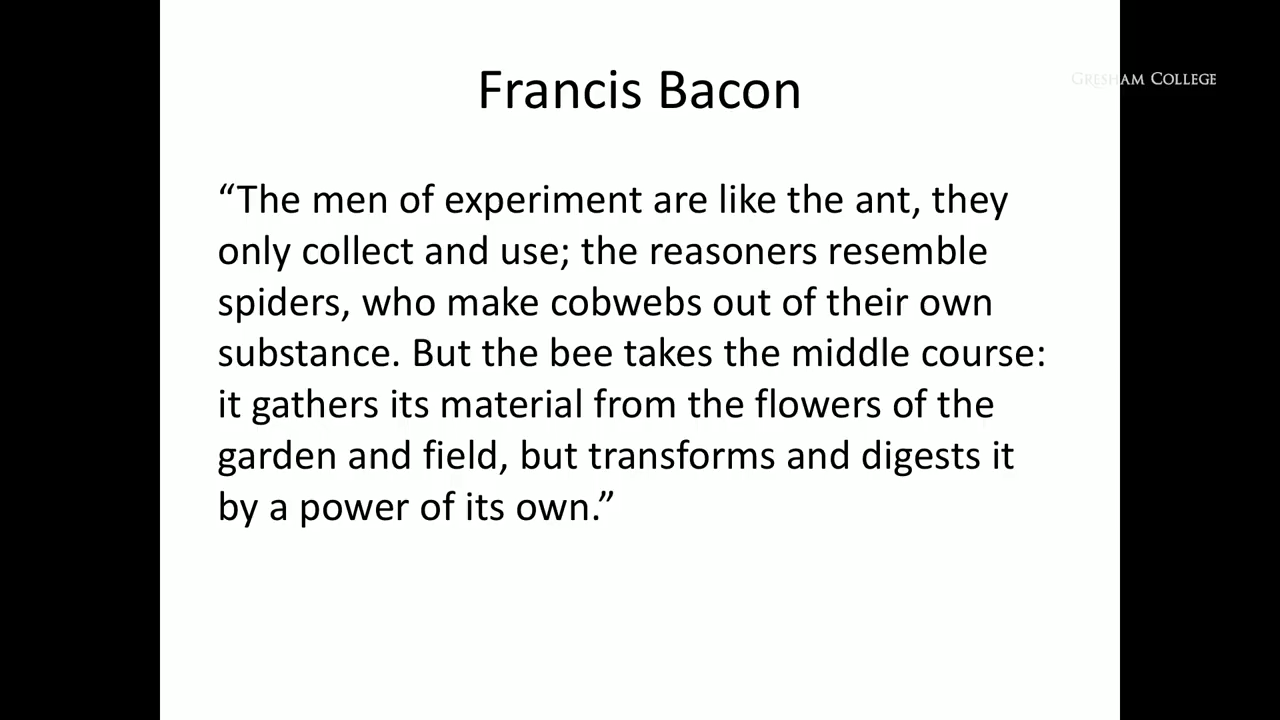 Francis Bacon
GRESHAM COLLEGE
“The men of experiment are like the ant, they
only collect and use; the reasoners resemble
spiders, who make cobwebs out of their own
substance. But the bee takes the middle course:
it gathers its material from the flowers of the
garden and field, but transforms and digests it
by a power of its own.”